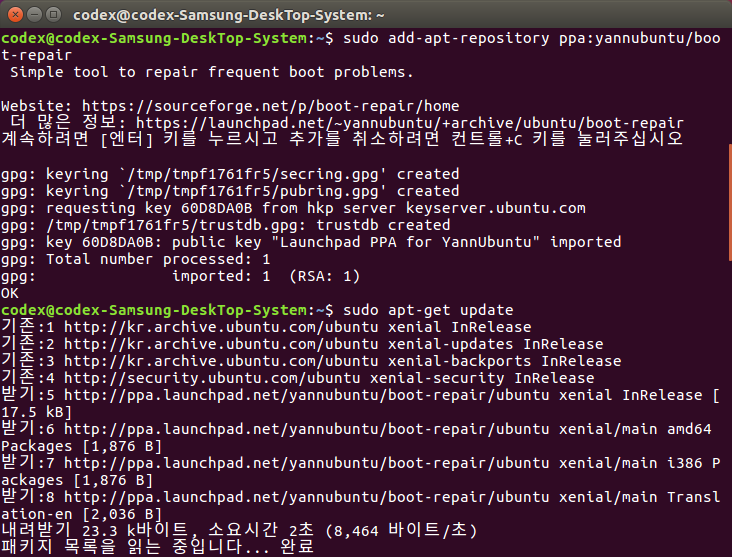 codex@codex-Samsung-DeskTop-System: ~
codex@codex-Samsung-DeskTop-System:~$ sudo add-apt-repository ppa:yannubuntu/boo
t-repair
 Simple tool to repair frequent boot problems.
Website: https://sourceforge.net/p/boot-repair/home
 더 많은 정보: https://launchpad.net/~yannubuntu/+archive/ubuntu/boot-repair
계속하려면 [엔터] 키를 누르시고 추가를 취소하려면 컨트롤+C 키를 눌러주십시오
gpg: keyring `/tmp/tmpf1761fr5/secring.gpg' created
gpg: keyring `/tmp/tmpf1761fr5/pubring.gpg' created
gpg: requesting key 60D8DA0B from hkp server keyserver.ubuntu.com
gpg: /tmp/tmpf1761fr5/trustdb.gpg: trustdb created
gpg: key 60D8DA0B: public key "Launchpad PPA for YannUbuntu" imported
gpg: Total number processed: 1
gpg:               imported: 1  (RSA: 1)
OK
codex@codex-Samsung-DeskTop-System:~$ sudo apt-get update
기존:1 http://kr.archive.ubuntu.com/ubuntu xenial InRelease
기존:2 http://kr.archive.ubuntu.com/ubuntu xenial-updates InRelease
기존:3 http://kr.archive.ubuntu.com/ubuntu xenial-backports InRelease
기존:4 http://security.ubuntu.com/ubuntu xenial-security InRelease
받기:5 http://ppa.launchpad.net/yannubuntu/boot-repair/ubuntu xenial InRelease [
17.5 kB]
받기:6 http://ppa.launchpad.net/yannubuntu/boot-repair/ubuntu xenial/main amd64
Packages [1,876 B]
받기:7 http://ppa.launchpad.net/yannubuntu/boot-repair/ubuntu xenial/main i386 P
ackages [1,876 B]
받기:8 http://ppa.launchpad.net/yannubuntu/boot-repair/ubuntu xenial/main Transl
ation-en [2,036 B]
내려받기 23.3 k바이트, 소요시간 2초 (8,464 바이트/초)
패키지 목록을 읽는 중입니다... 완료